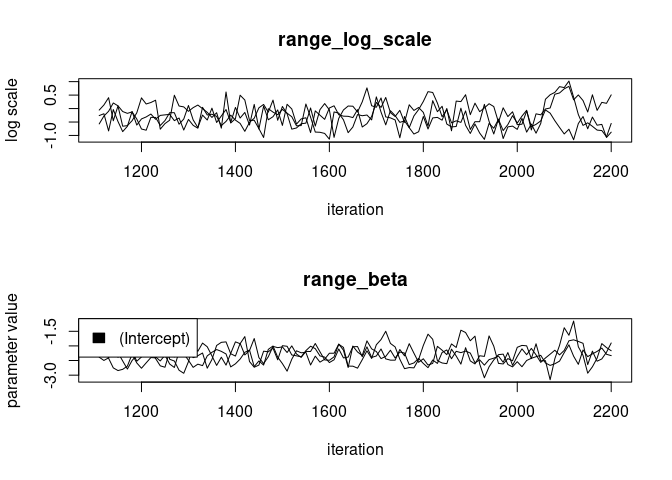 range_log_scale
log scale
0.5
-1.0
1200 1400 1600 1800 2000 2200
iteration
range_beta
parameter value
-1.5
-3.0
(Intercept)
1200 1400 1600 1800 2000 2200
iteration